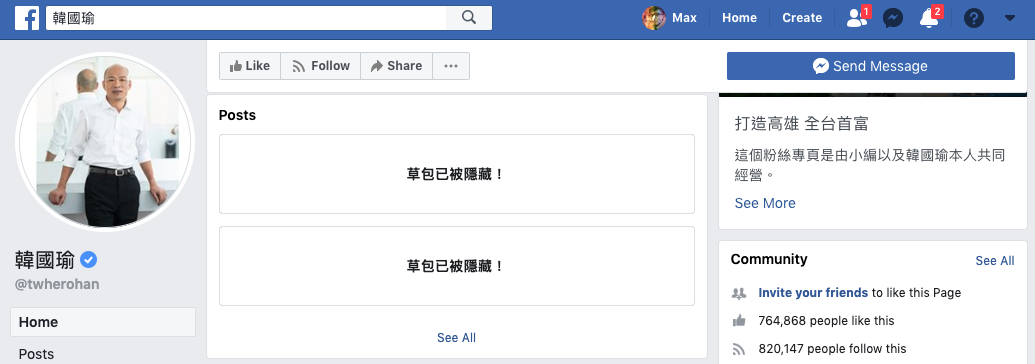 韓國瑜
Max
Home
Create
1
2
Like
Follow
Share
Send Message
Posts
草包已被隱藏！
草包已被隱藏！
See All
打造高雄 全台首富
這個粉絲專頁是由小編以及韓國瑜本人共同
經營。
See More
韓國瑜
@twherohan
Home
Posts
Community
See All
Invite your friends to like this Page
764,868 people like this
820,147 people follow this